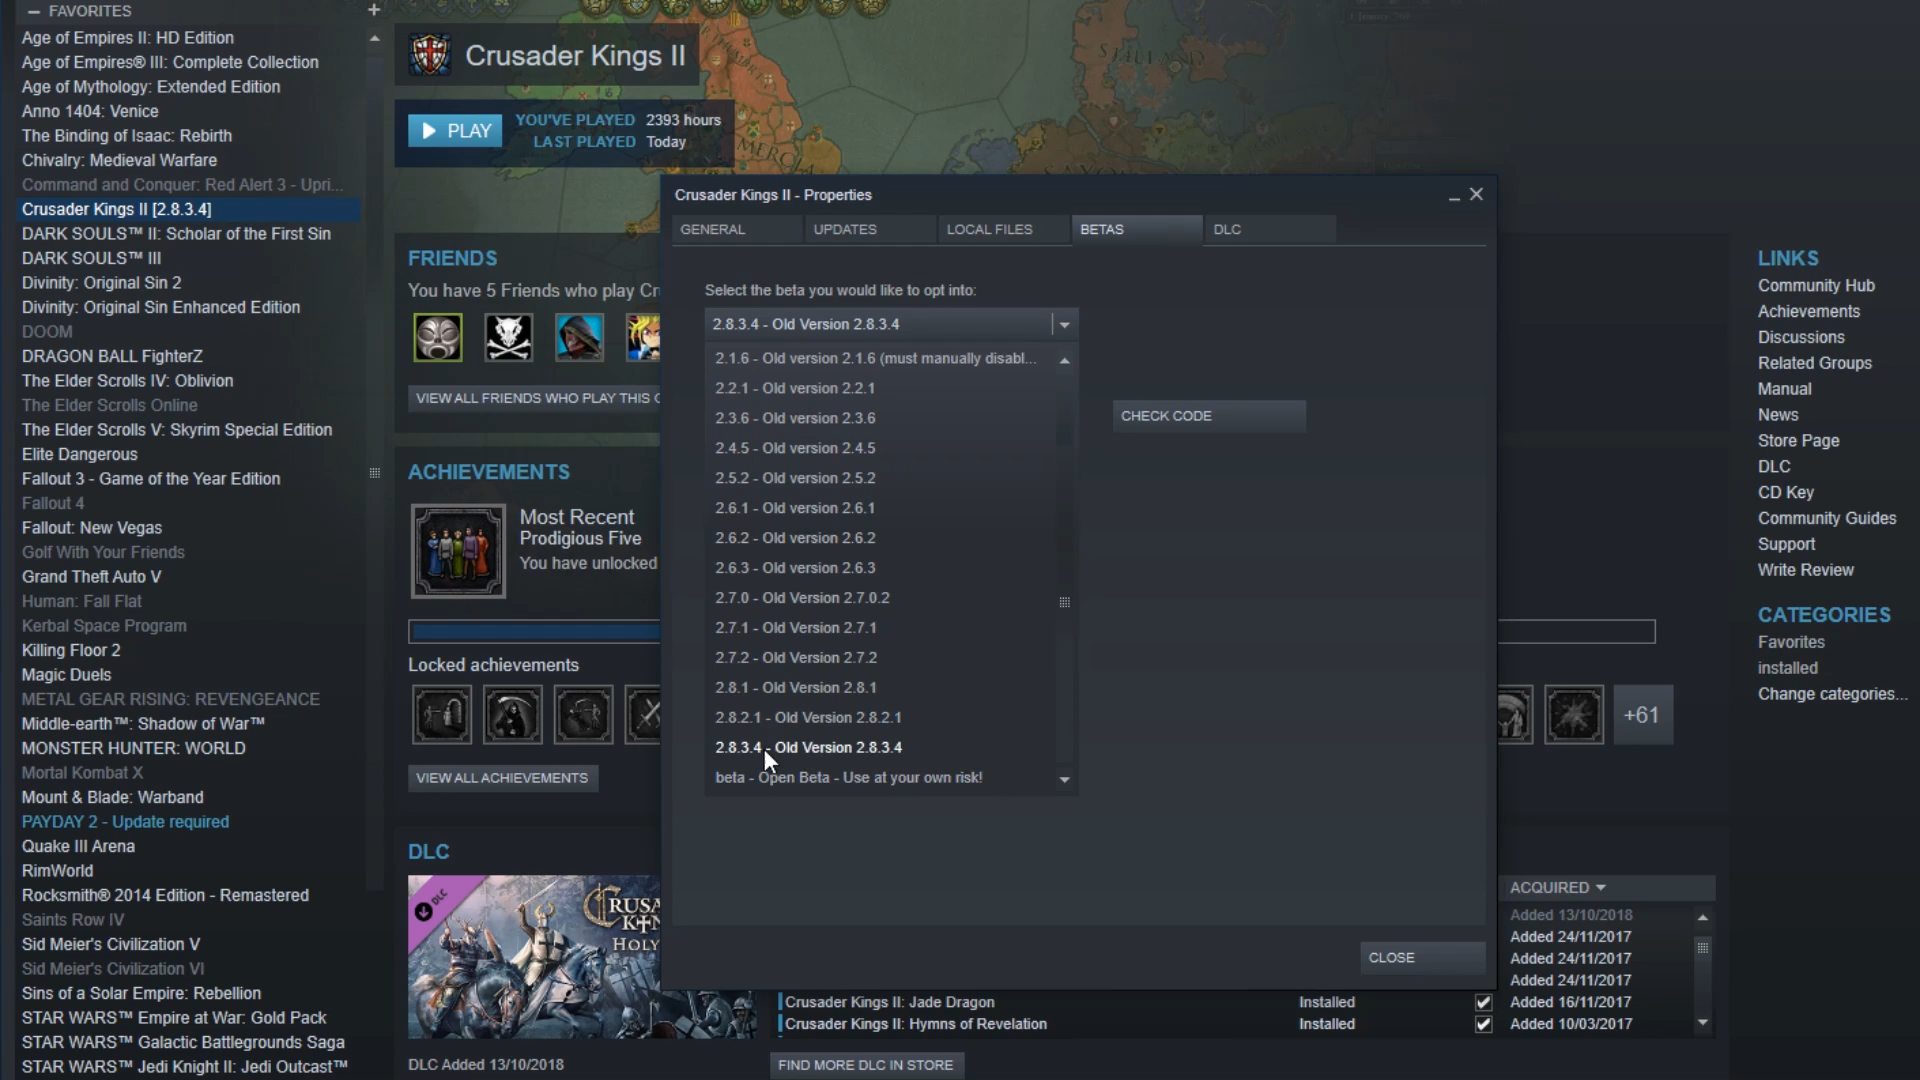 FAVORITES
Age of Empires II: HD Edition
Age of Empires® III: Complete Collection
Age of Mythology: Extended Edition
Anno 1404: Venice
The Binding of Isaac: Rebirth
Chivalry: Medieval Warfare
Command and Conquer: Red Alert 3 - Upri...
Crusader Kings II [2.8.3.4]
DARK SOULS™ II: Scholar of the First Sin
DARK SOULS™ III
Divinity: Original Sin 2
Divinity: Original Sin Enhanced Edition
DOOM
DRAGON BALL FighterZ
The Elder Scrolls IV: Oblivion
The Elder Scrolls Online
The Elder Scrolls V: Skyrim Special Edition
Elite Dangerous
Fallout 3 - Game of the Year Edition
Fallout 4
Fallout: New Vegas
Golf With Your Friends
Grand Theft Auto V
Human: Fall Flat
Kerbal Space Program
Killing Floor 2
Magic Duels
METAL GEAR RISING: REVENGEANCE
Middle-earth™: Shadow of War™
MONSTER HUNTER: WORLD
Mortal Kombat X
Mount & Blade: Warband
PAYDAY 2 - Update required
Quake III Arena
RimWorld
Rocksmith® 2014 Edition - Remastered
Saints Row IV
Sid Meier's Civilization V
Sid Meier's Civilization VI
Sins of a Solar Empire: Rebellion
STAR WARS™ Empire at War: Gold Pack
STAR WARS™ Galactic Battlegrounds Saga
STAR WARS™ Jedi Knight II: Jedi Outcast™
Crusader Kings II
PLAY
YOU'VE PLAYED 2393 hours
LAST PLAYED Today
FRIENDS
You have 5 Friends who play
VIEW ALL FRIENDS WHO PLAY THIS
ACHIEVEMENTS
Most Recent
Prodigious Five
You have unlocked
Locked achievements
+61
VIEW ALL ACHIEVEMENTS
DLC
DLC
HOLY
DLC Added 13/10/2018
Crusader Kings II - Properties
GENERAL
UPDATES
LOCAL FILES
BETAS
DLC
Select the beta you would like to opt into:
2.8.3.4 - Old Version 2.8.3.4
2.1.6 - Old version 2.1.6 (must manually disabl...
2.2.1 - Old version 2.2.1
2.3.6 - Old version 2.3.6
2.4.5 - Old version 2.4.5
2.5.2 - Old version 2.5.2
2.6.1 - Old version 2.6.1
2.6.2 - Old version 2.6.2
2.6.3 - Old version 2.6.3
2.7.0 - Old Version 2.7.0.2
2.7.1 - Old Version 2.7.1
2.7.2 - Old Version 2.7.2
2.8.1 - Old Version 2.8.1
2.8.2.1 - Old Version 2.8.2.1
2.8.3.4 - Old Version 2.8.3.4
beta - Open Beta - Use at your own risk!
CHECK CODE
CLOSE
ACQUIRED
Added 13/10/2018
Added 24/11/2017
Added 24/11/2017
Added 24/11/2017
Crusader Kings II: Jade Dragon Installed Added 16/11/2017
Crusader Kings II: Hymns of Revelation Installed Added 10/03/2017
FIND MORE DLC IN STORE
LINKS
Community Hub
Achievements
Discussions
Related Groups
Manual
News
Store Page
DLC
CD Key
Community Guides
Support
Write Review
CATEGORIES
Favorites
installed
Change categories...